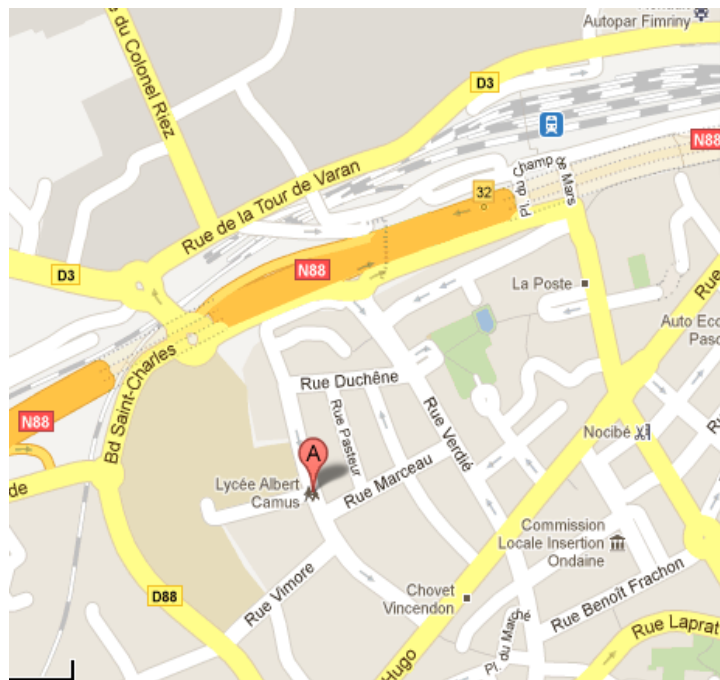 Autopar Fimriny
du Colonel Riez
D3
N88
Champ de Mars
Pl. du
32
Rue de la Tour de Varan
D3
N88
La Poste
Rue
Auto Eco
Pasc
Bd Saint-Charles
Rue Duchêne
Rue Pasteur
Rue Verdié
N88
Nocibé
A
Lycée Albert
Camus
Rue Marceau
de
Commission
Locale Insertion
Ondaine
D88
Rue Vimore
Chovet
Vincendon
Pl. du Marché
Rue Benoît Frachon
Rue Laprat
Hugo